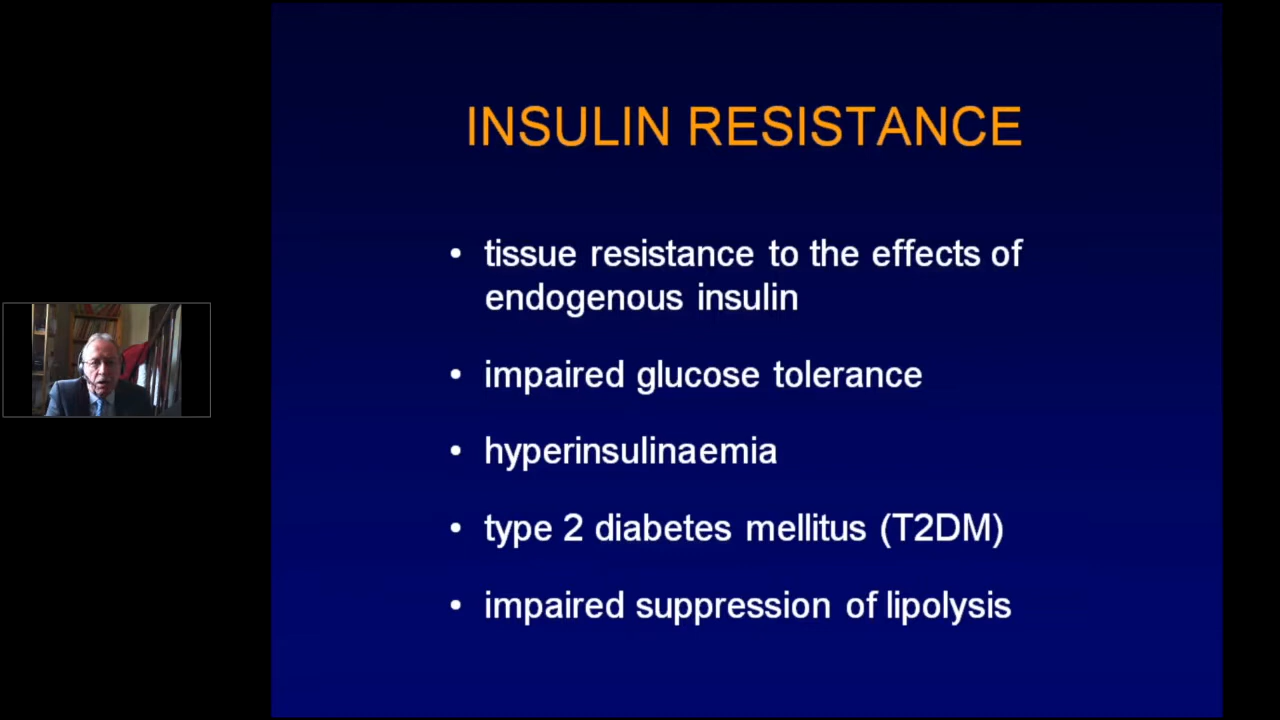 INSULIN RESISTANCE
• tissue resistance to the effects of
endogenous insulin
• impaired glucose tolerance
• hyperinsulinaemia
• type 2 diabetes mellitus (T2DM)
• impaired suppression of lipolysis